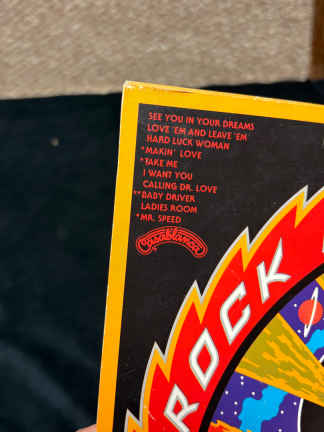 SEE YOU IN YOUR DREAMS
LOVE 'EM AND LEAVE 'EM
HARD LUCK WOMAN
*MAKIN' LOVE
*TAKE ME
I WANT YOU
CALLING DR. LOVE
**BABY DRIVER
LADIES ROOM
*MR. SPEED
Casablanca
ROCK